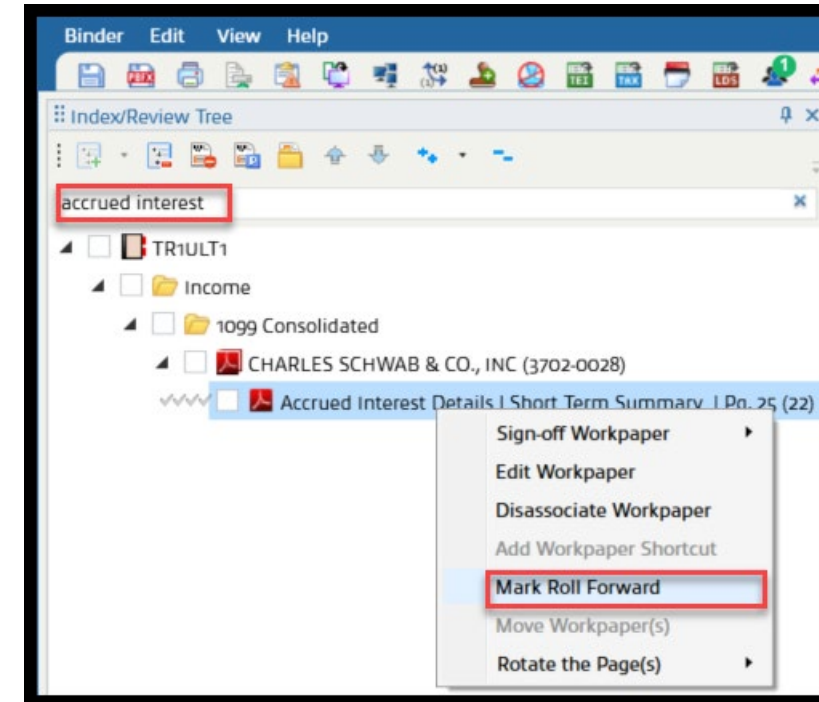 Binder Edit View Help
PBFX TEI TAX LDS 1
Index/Review Tree
accrued interest
TR1ULT1
Income
1099 Consolidated
CHARLES SCHWAB & CO., INC (3702-0028)
Accrued Interest Details | Short Term Summary | Pg. 25 (22)
Sign-off Workpaper
Edit Workpaper
Disassociate Workpaper
Add Workpaper Shortcut
Mark Roll Forward
Move Workpaper(s)
Rotate the Page(s)